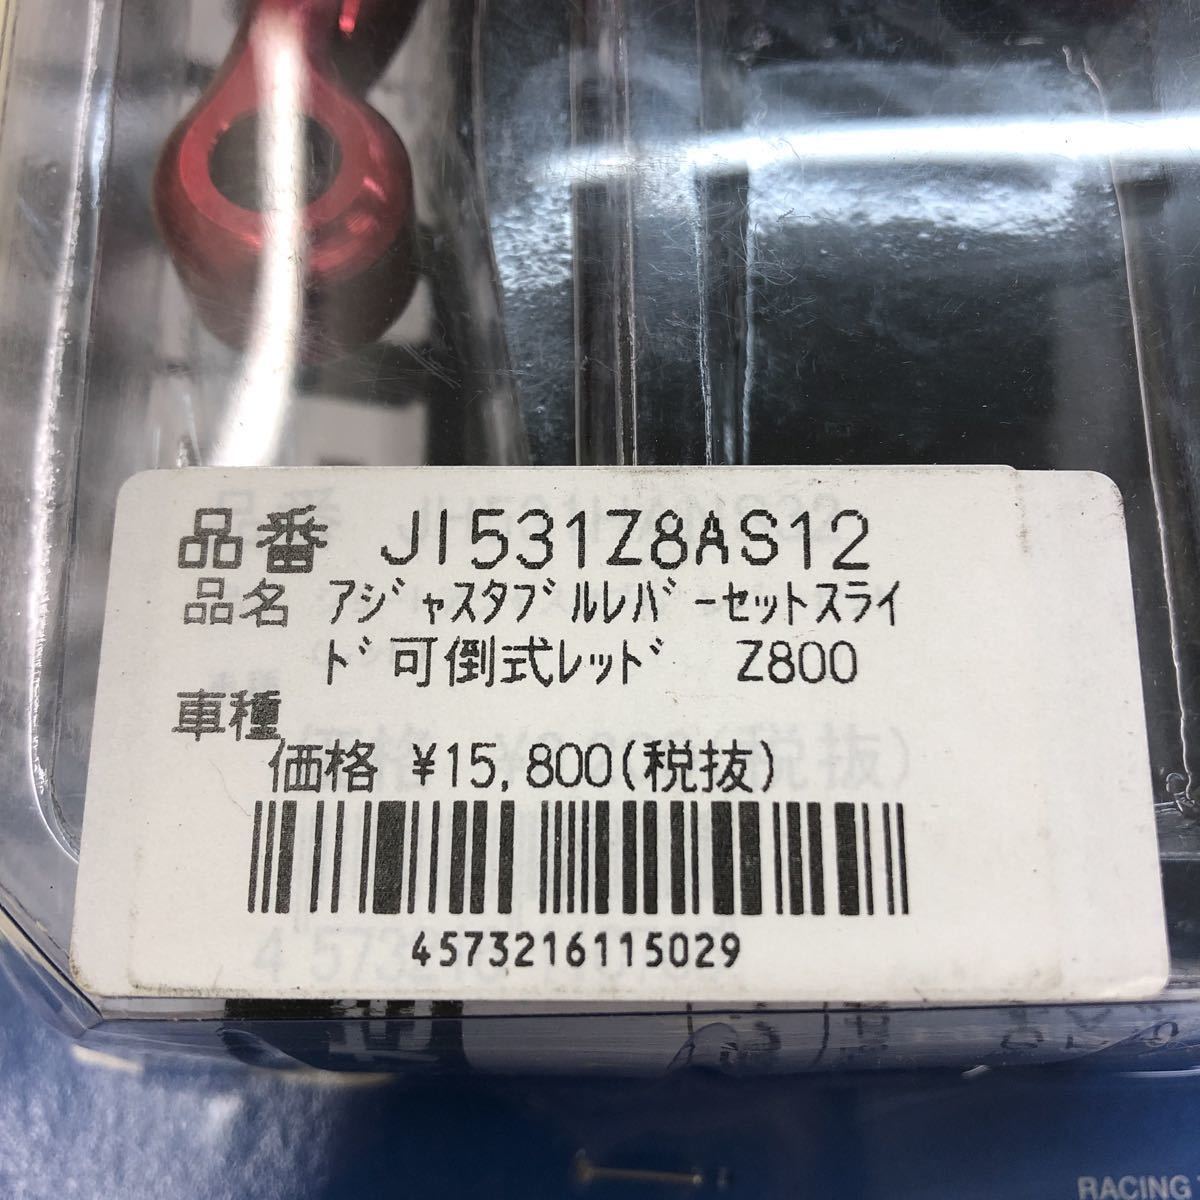 品番 JI531Z8AS12
品名 ｱｼﾞｬｽﾀﾌﾞﾙﾚﾊﾞｰｾｯﾄｽﾗｲ
ﾄﾞ可倒式ﾚｯﾄﾞ Z800
車種
価格 ¥15,800(税抜)
4573216115029
RACING